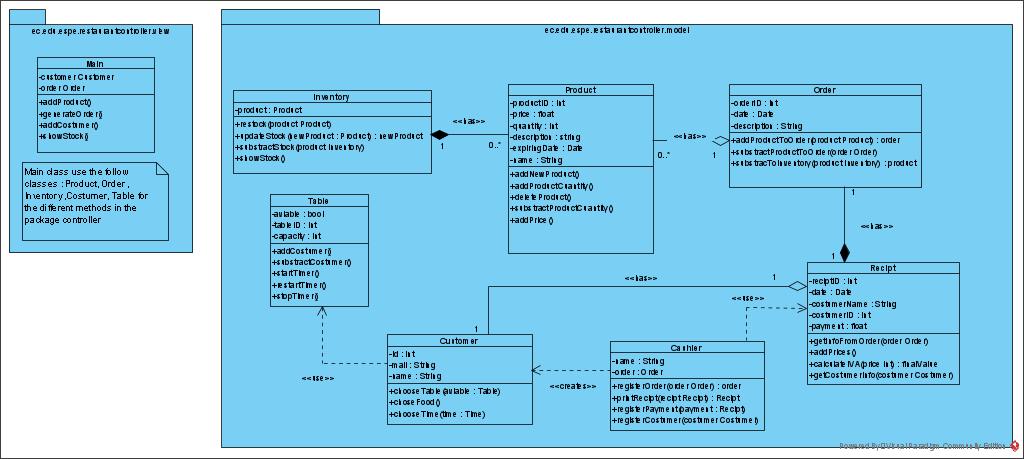 ec.edu.espe.restaurantcontroller.view
Main
-customer Customer
-order Order
+addProduct()
+generateOrder()
+addCostumer()
+showStock()
Main class use the follow
classes : Product, Order ,
Inventory ,Costumer, Table for
the different methods in the
package controller
ec.edu.espe.restaurantcontroller.model
Inventory
-product : Product
+restock(product Product)
+updateStock(newProduct : Product) : newProduct
+substractStock(product Inventory)
+showStock()
<<has>>
1
0..*
Product
-productID : Int
-price : float
-quantity : Int
-description : string
-expiringDate : Date
-name : String
+addNewProduct()
+addProductCuantity()
+deleteProduct()
+substractProductCuantity()
+addPrice()
<<has>>
0..*
1
Order
-orderID : Int
-date : Date
-description : String
+addProductToOrder(product Product) : order
+substractProductToOrder(order Order)
+substracToInventory(product Inventory) : product
1
<<has>>
1
Table
-aviable : bool
-tableID : Int
-capacity : Int
+addCostumer()
+substractCostumer()
+startTimer()
+restartTimer()
+stopTimer()
<<has>>
1
1
<<use>>
Recipt
-reciptID : Int
-date : Date
-costumerName : String
-costumerID : Int
-payment : float
+getInfoFromOrder(order Order)
+addPrices()
+calculateIVA(price Int) : finalValue
+getCostumerInfo(costumer Costumer)
Customer
-id : Int
-mail : String
-name : String
+chooseTable(aviable : Table)
+choseFood()
+chooseTime(time : Time)
<<use>>
<<creates>>
Cashier
-name : String
-order : Order
+registerOrder(order Order) : order
+printRecipt(recipt Recipt) : Recipt
+registerPayment(payment : Recipt)
+registerCostumer(costumer Costumer)
Powered By Visual Paradigm Community Edition